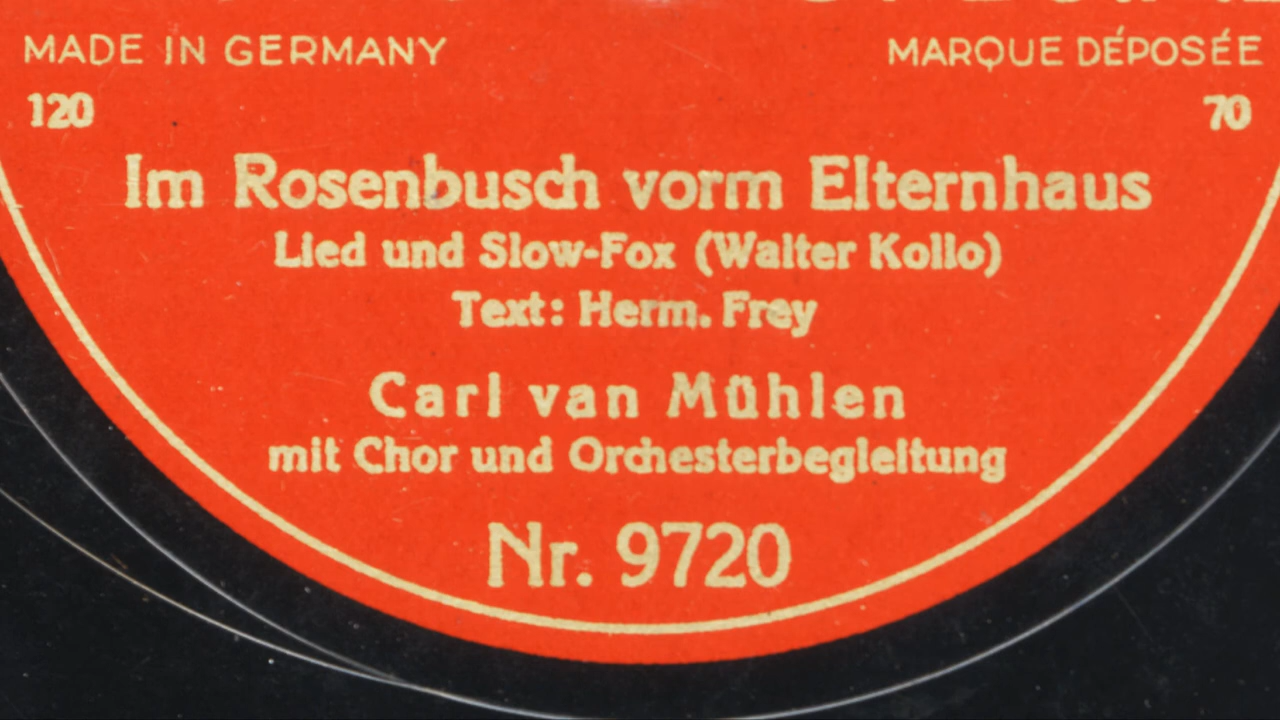 MADE IN GERMANY MARQUE DÉPOSÉE
120 70
Im Rosenbusch vorm Elternhaus
Lied und Slow-Fox (Walter Kollo)
Text: Herm. Frey
Carl van Mühlen
mit Chor und Orchesterbegleitung
Nr. 9720